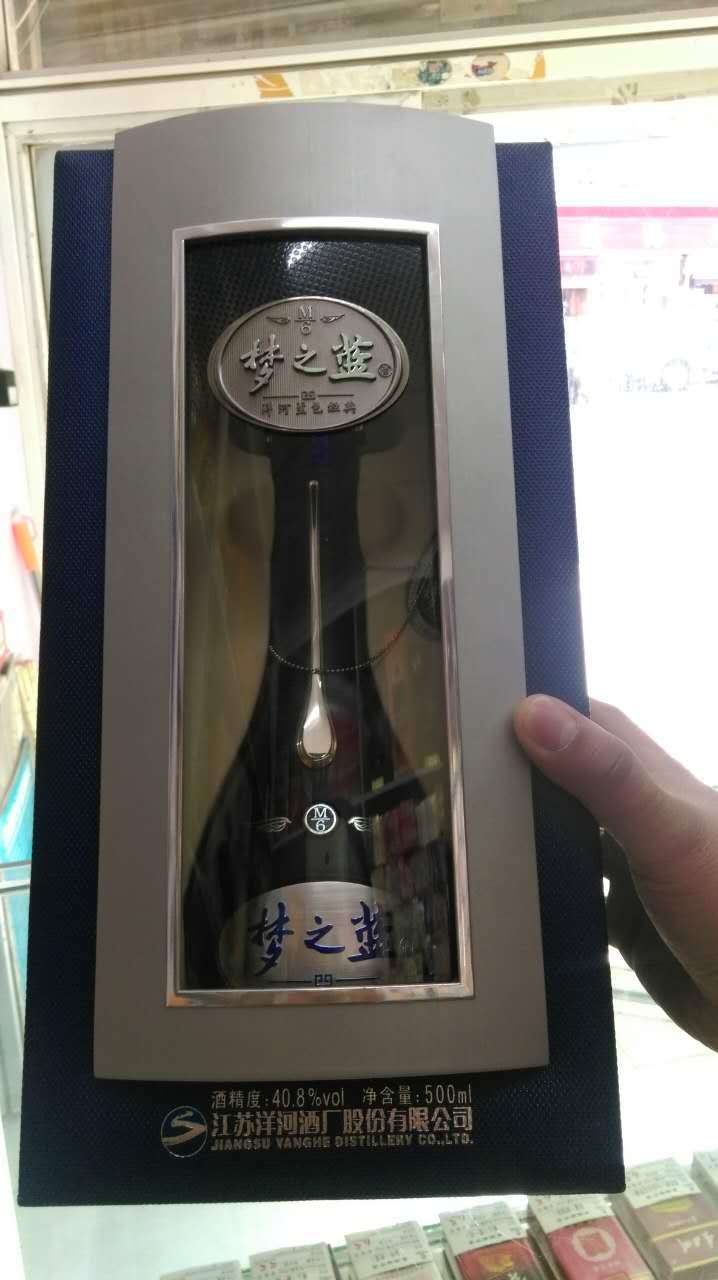 M
6
梦之蓝
洋河蓝色经典
M
6
梦之蓝
酒精度:40.8%vol 净含量:500ml
江苏洋河酒厂股份有限公司
JIANGSU YANGHE DISTILLERY CO.,LTD.